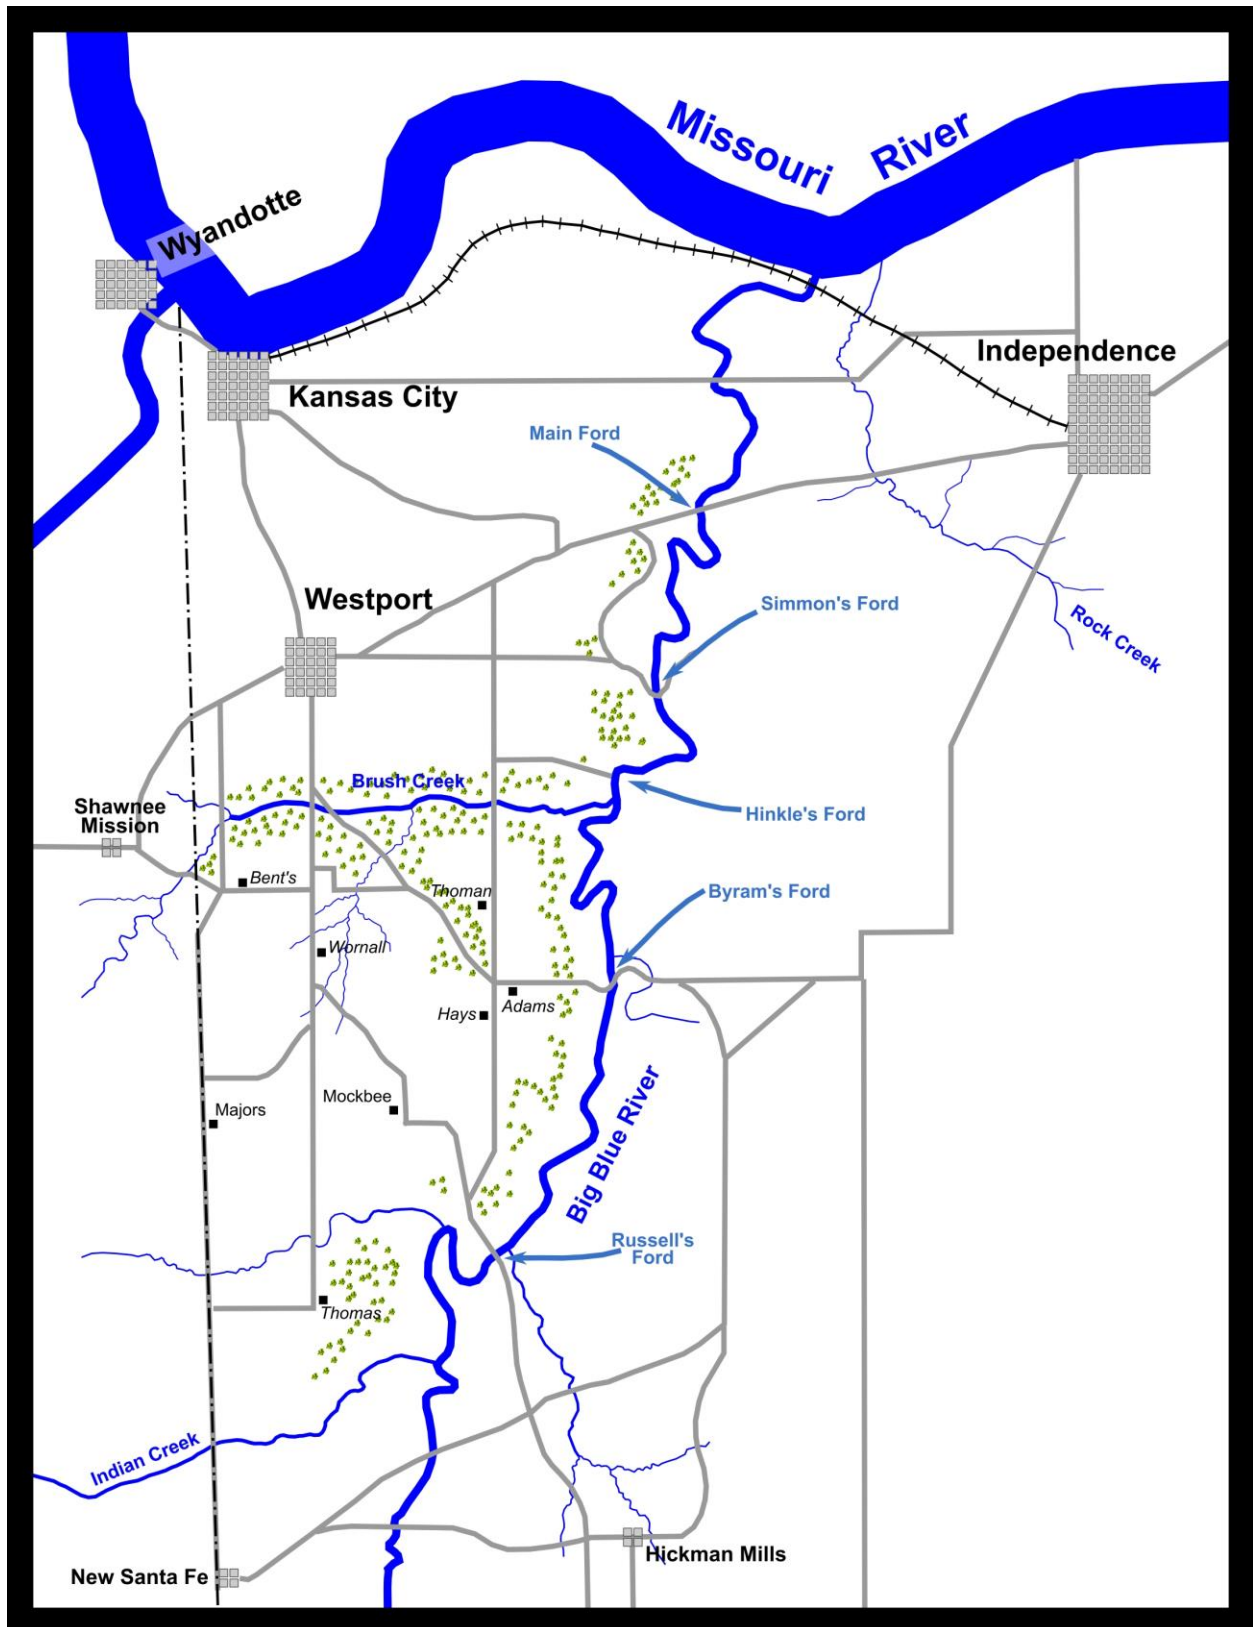 Missouri River
Wyandotte
Independence
Kansas City
Main Ford
Westport
Simmon's Ford
Rock Creek
Brush Creek
Shawnee
Mission
Hinkle's Ford
Bent's
Thoman
Byram's Ford
Wornall
Adams
Hays
Mockbee
Majors
Big Blue River
Russell's
Ford
Thomas
Indian Creek
Hickman Mills
New Santa Fe